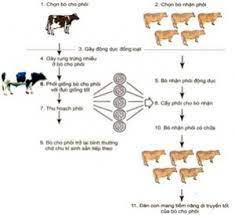 1. Chọn bò cho phôi
2. Chọn bò nhận phôi
3. Gây động dục đồng loạt
4. Gây rụng trứng nhiều
ở bò cho phôi
5. Bò nhận phôi động dục
6. Phối giống bò cho phôi
với đực giống tốt
7. Thu hoạch phôi
8. Cấy phôi cho bò nhận
9. Bò cho phôi trở lại bình thường
chờ chu kì sinh sản tiếp theo
10. Bò nhận phôi có chửa
11. Đàn con mang tiềm năng di truyền tốt
của bò cho phôi